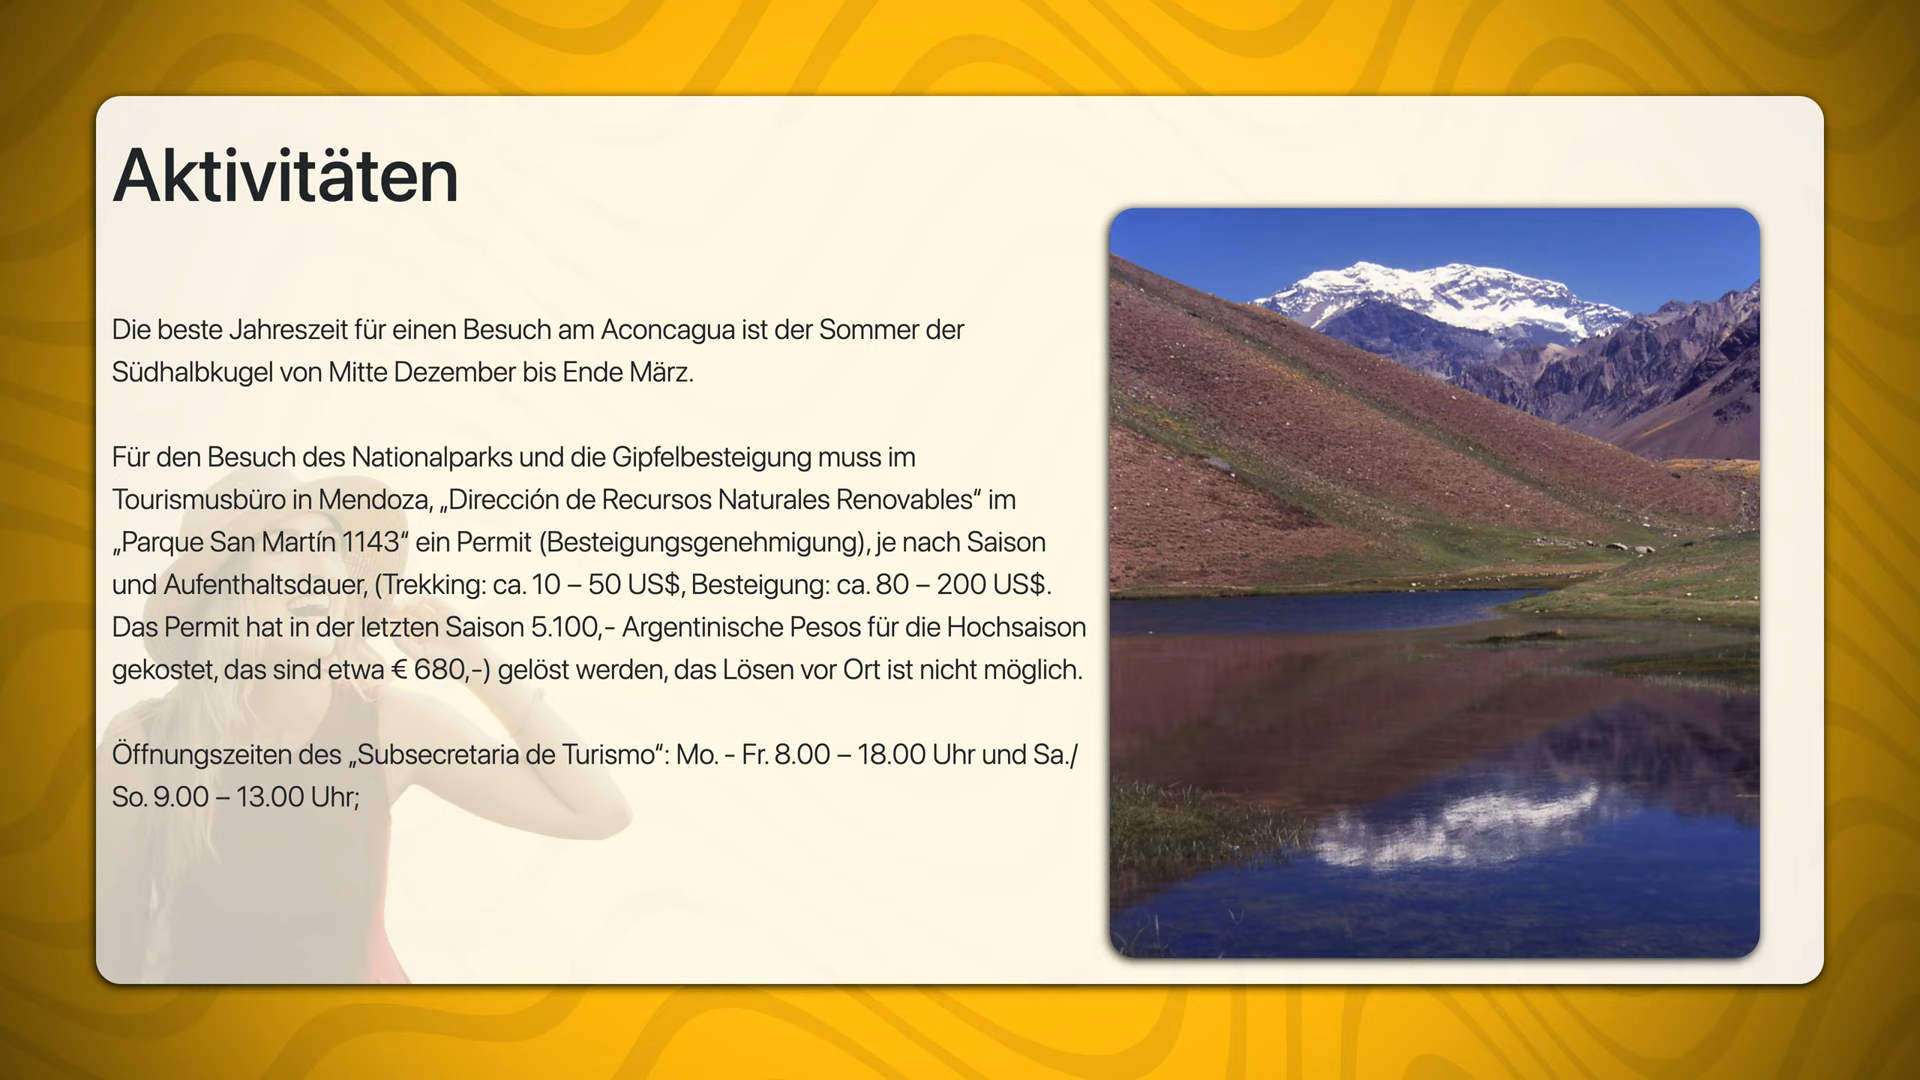 Aktivitäten
Die beste Jahreszeit für einen Besuch am Aconcagua ist der Sommer der
Südhalbkugel von Mitte Dezember bis Ende März.
Für den Besuch des Nationalparks und die Gipfelbesteigung muss im
Tourismusbüro in Mendoza, „Dirección de Recursos Naturales Renovables“ im
„Parque San Martín 1143“ ein Permit (Besteigungsgenehmigung), je nach Saison
und Aufenthaltsdauer, (Trekking: ca. 10 – 50 US$, Besteigung: ca. 80 – 200 US$.
Das Permit hat in der letzten Saison 5.100,- Argentinische Pesos für die Hochsaison
gekostet, das sind etwa € 680,-) gelöst werden, das Lösen vor Ort ist nicht möglich.
Öffnungszeiten des „Subsecretaria de Turismo“: Mo. - Fr. 8.00 – 18.00 Uhr und Sa./
So. 9.00 – 13.00 Uhr;